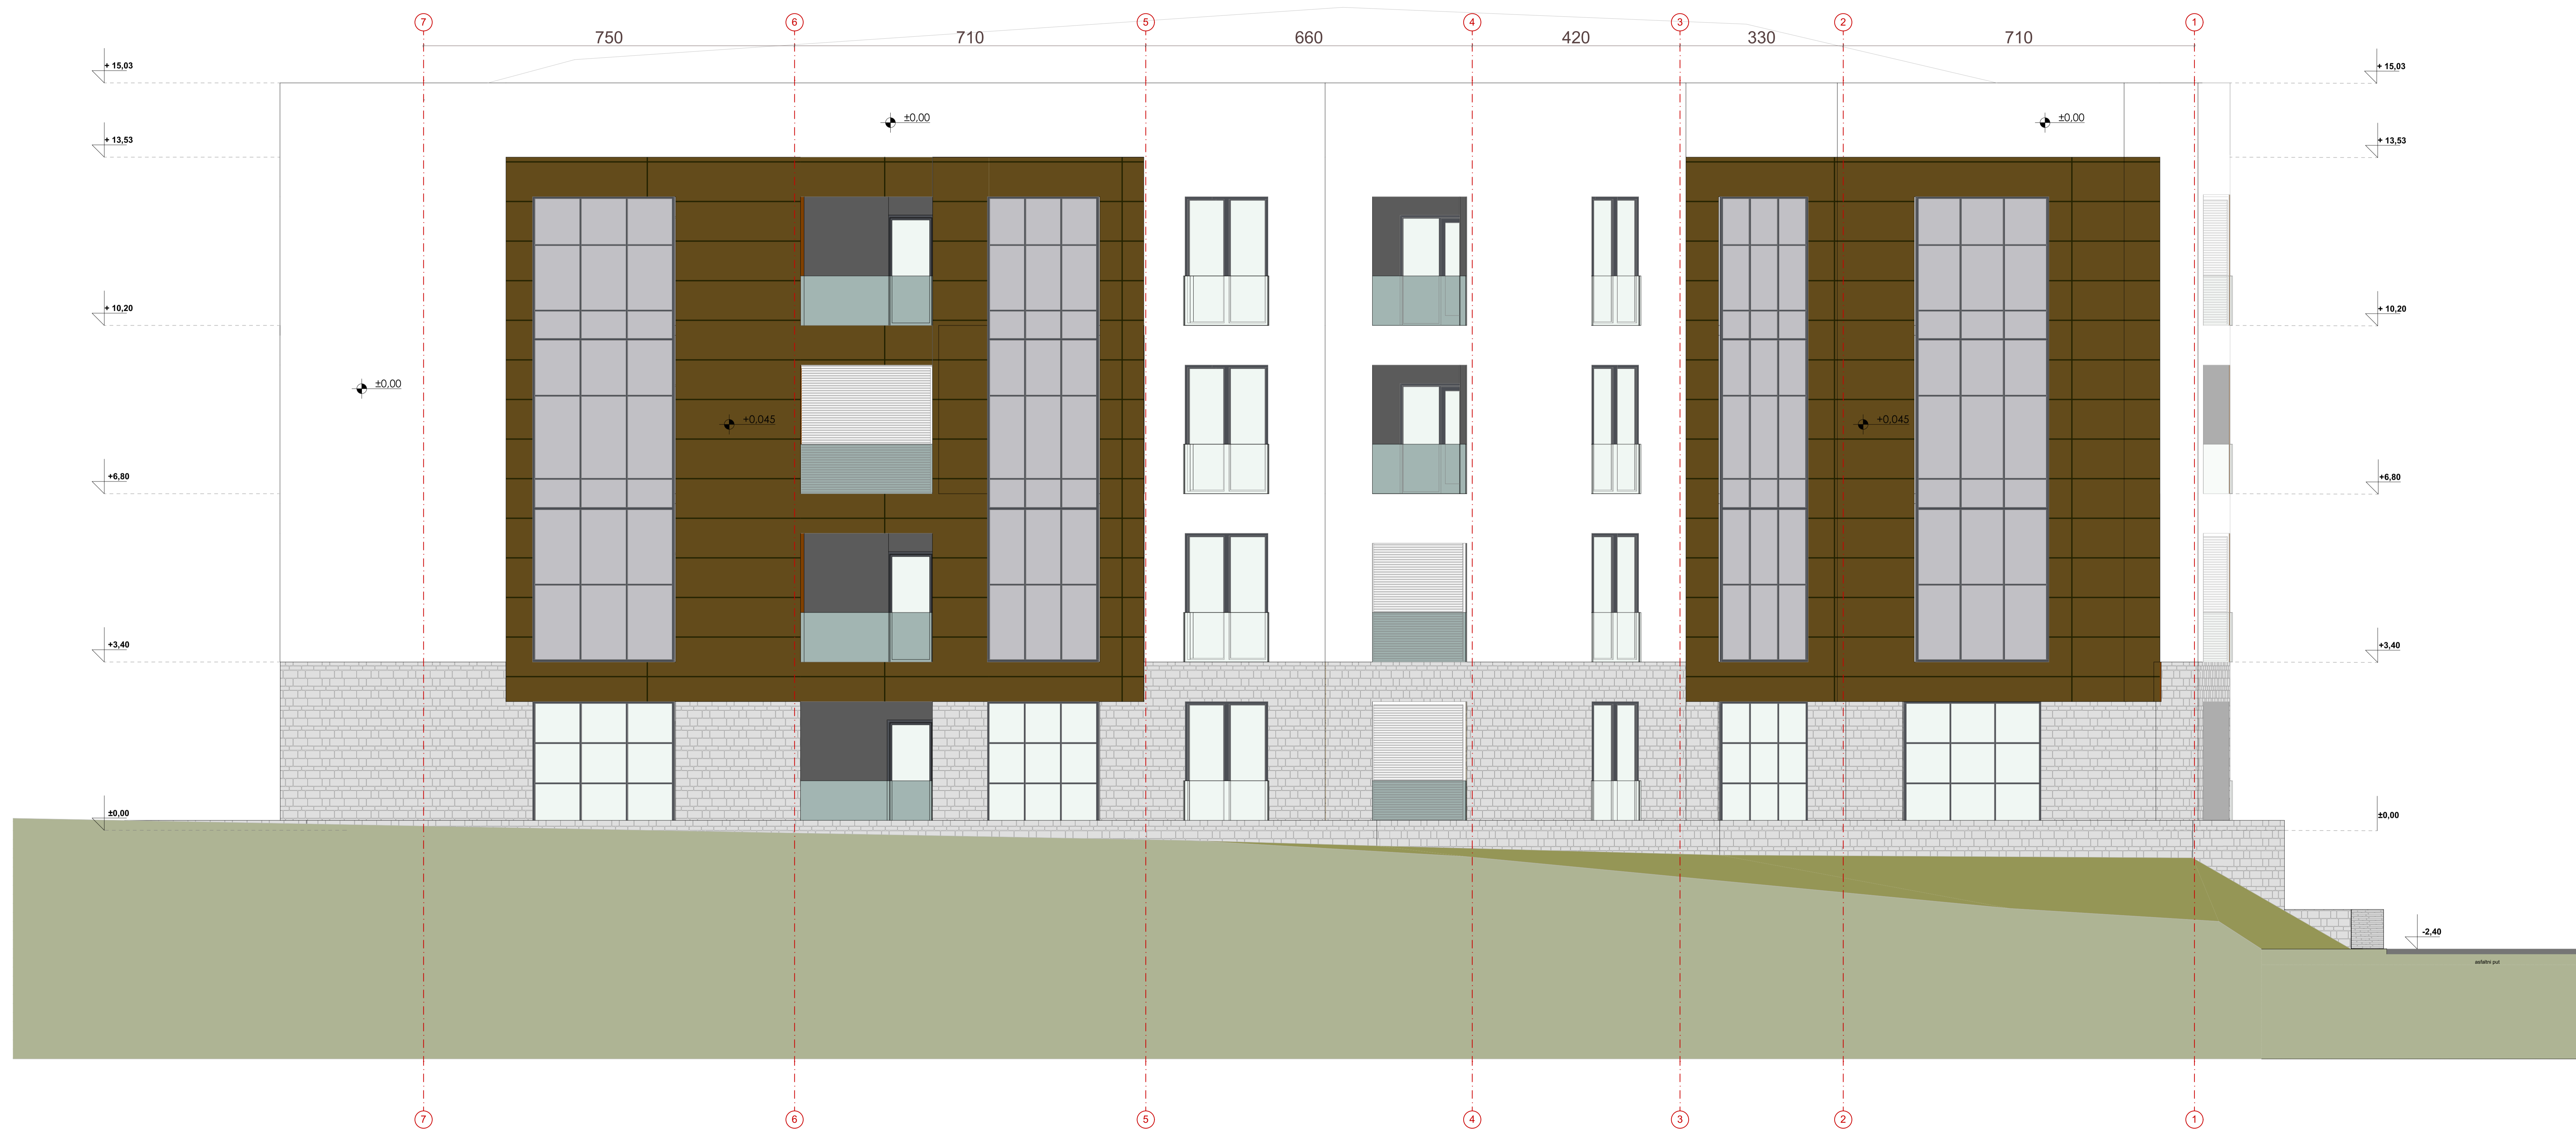 7 6 5 4 3 2 1
750 710 660 420 330 710
+ 15,03 + 15,03
±0,00 ±0,00
+ 13,53 + 13,53
+ 10,20 + 10,20
±0,00
+0,045 +0,045
+6,80 +6,80
+3,40 +3,40
±0,00 ±0,00
-2,40
asfaltni put
7 6 5 4 3 2 1